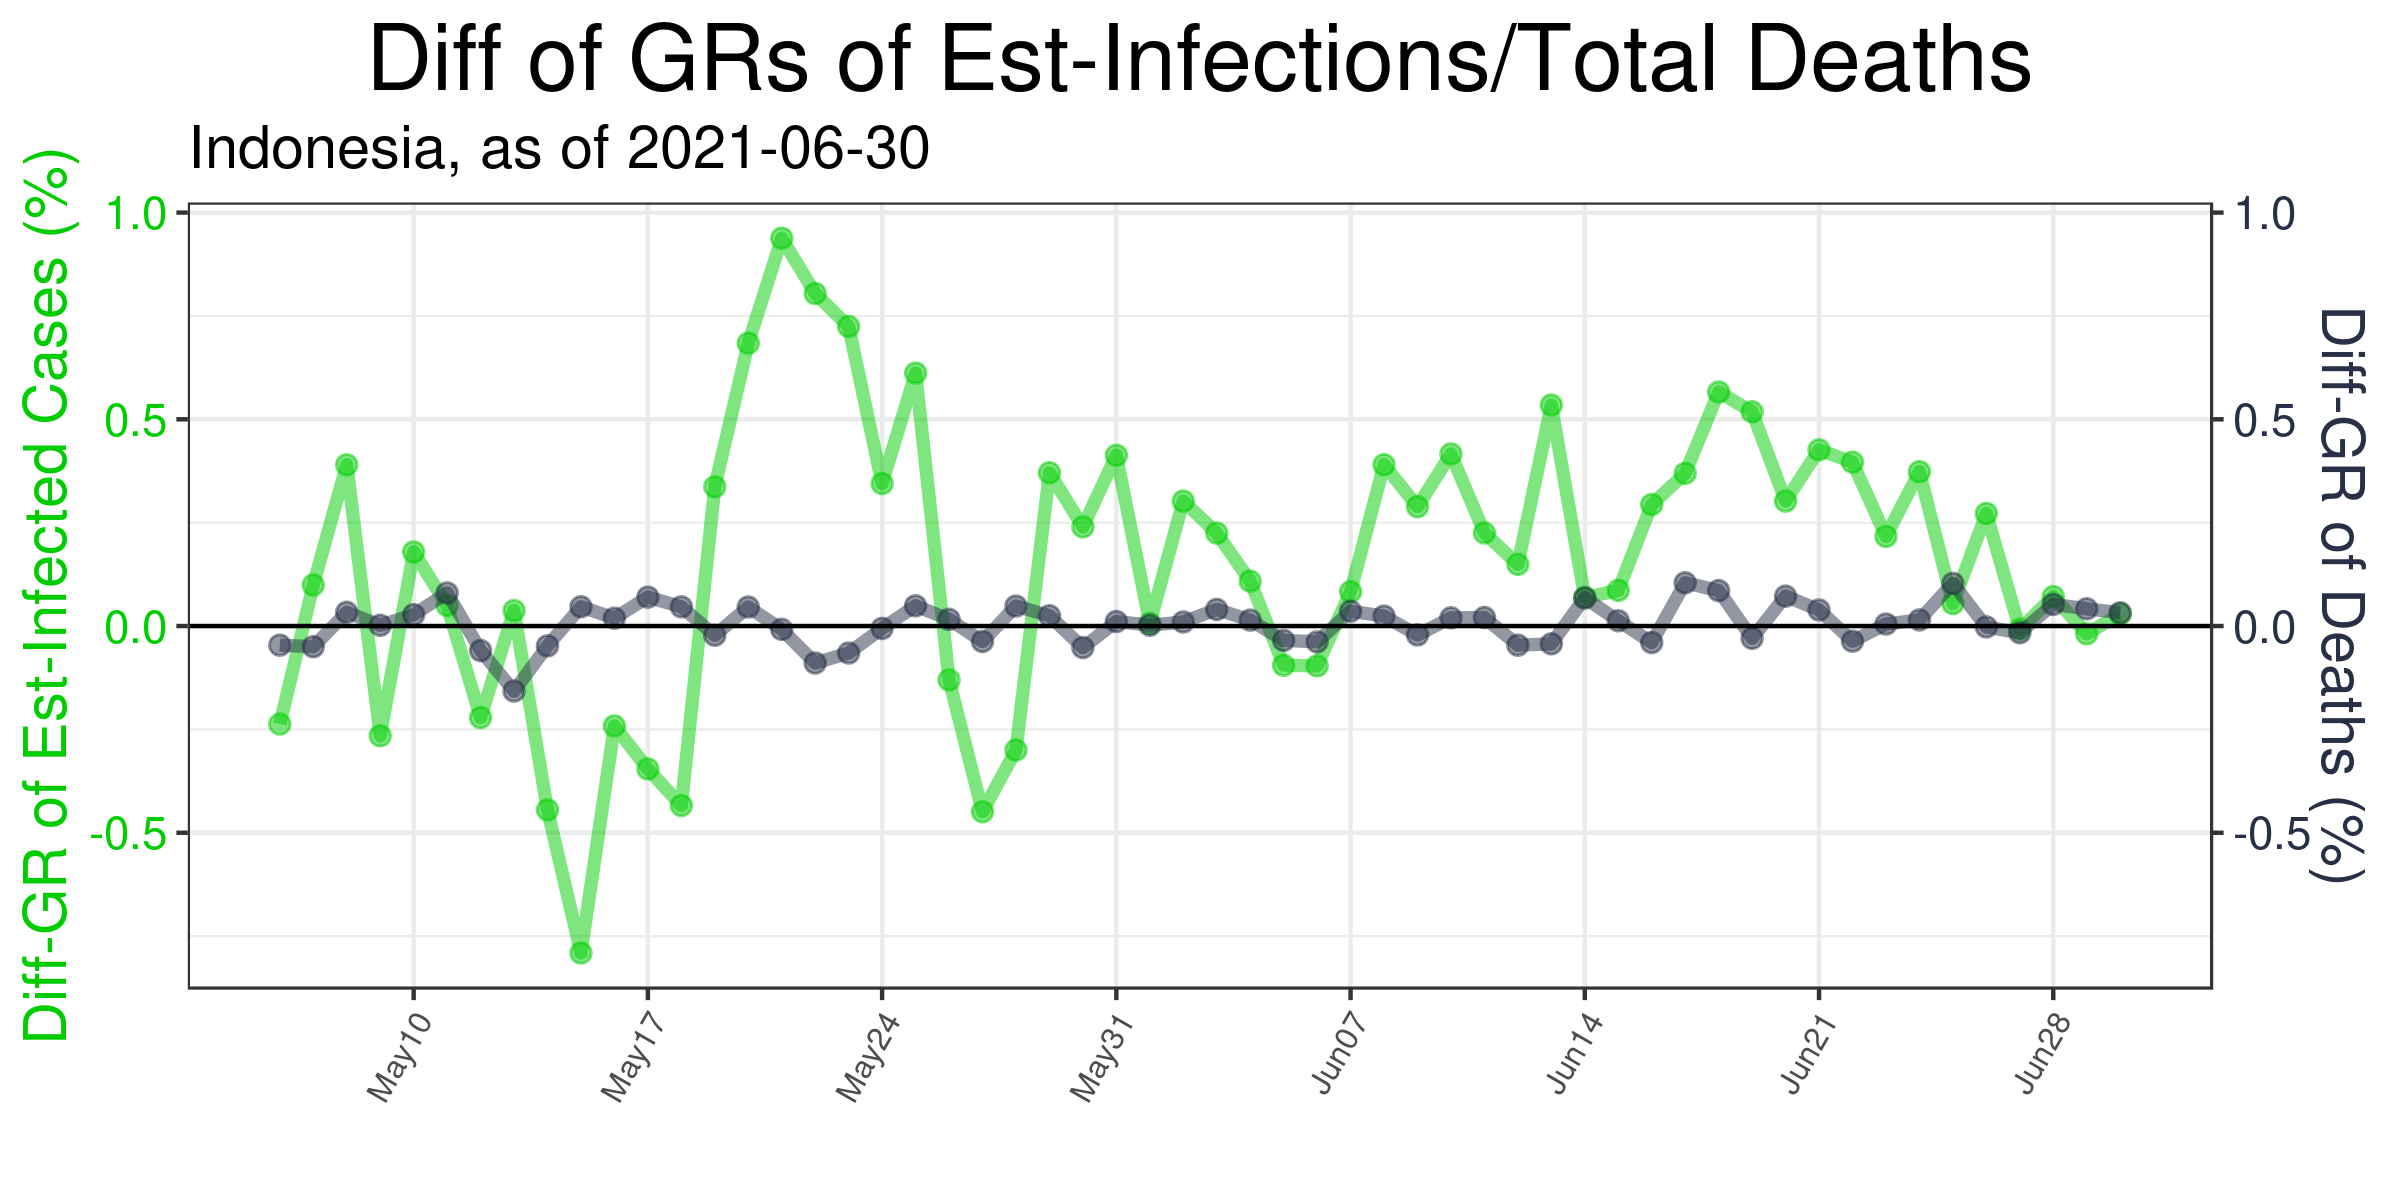 Diff of GRs of Est-Infections/Total Deaths
Indonesia, as of 2021-06-30
Diff-GR of Est-Infected Cases (%)
1.0
0.5
0.0
-0.5
1.0
0.5
0.0
-0.5
Diff-GR of Deaths (%)
May10
May17
May24
May31
Jun07
Jun14
Jun21
Jun28